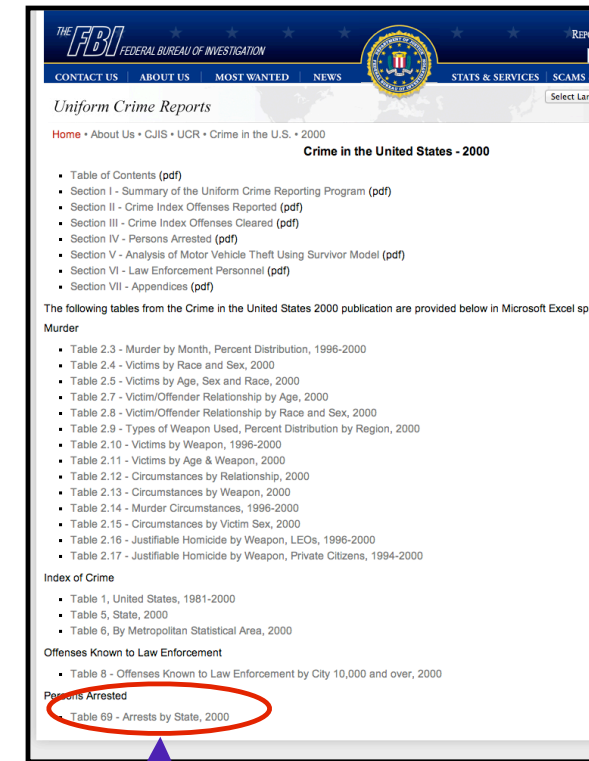 THE FBI FEDERAL BUREAU OF INVESTIGATION
CONTACT US | ABOUT US | MOST WANTED | NEWS STATS & SERVICES | SCAMS
Uniform Crime Reports
Home • About Us • CJIS • UCR • Crime in the U.S. • 2000
Crime in the United States - 2000
Table of Contents (pdf)
Section I - Summary of the Uniform Crime Reporting Program (pdf)
Section II - Crime Index Offenses Reported (pdf)
Section III - Crime Index Offenses Cleared (pdf)
Section IV - Persons Arrested (pdf)
Section V - Analysis of Motor Vehicle Theft Using Survivor Model (pdf)
Section VI - Law Enforcement Personnel (pdf)
Section VII - Appendices (pdf)
The following tables from the Crime in the United States 2000 publication are provided below in Microsoft Excel sp
Murder
Table 2.3 - Murder by Month, Percent Distribution, 1996-2000
Table 2.4 - Victims by Race and Sex, 2000
Table 2.5 - Victims by Age, Sex and Race, 2000
Table 2.7 - Victim/Offender Relationship by Age, 2000
Table 2.8 - Victim/Offender Relationship by Race and Sex, 2000
Table 2.9 - Types of Weapon Used, Percent Distribution by Region, 2000
Table 2.10 - Victims by Weapon, 1996-2000
Table 2.11 - Victims by Age & Weapon, 2000
Table 2.12 - Circumstances by Relationship, 2000
Table 2.13 - Circumstances by Weapon, 2000
Table 2.14 - Murder Circumstances, 1996-2000
Table 2.15 - Circumstances by Victim Sex, 2000
Table 2.16 - Justifiable Homicide by Weapon, LEOs, 1996-2000
Table 2.17 - Justifiable Homicide by Weapon, Private Citizens, 1994-2000
Index of Crime
Table 1, United States, 1981-2000
Table 5, State, 2000
Table 6, By Metropolitan Statistical Area, 2000
Offenses Known to Law Enforcement
Table 8 - Offenses Known to Law Enforcement by City 10,000 and over, 2000
Persons Arrested
Table 69 - Arrests by State, 2000